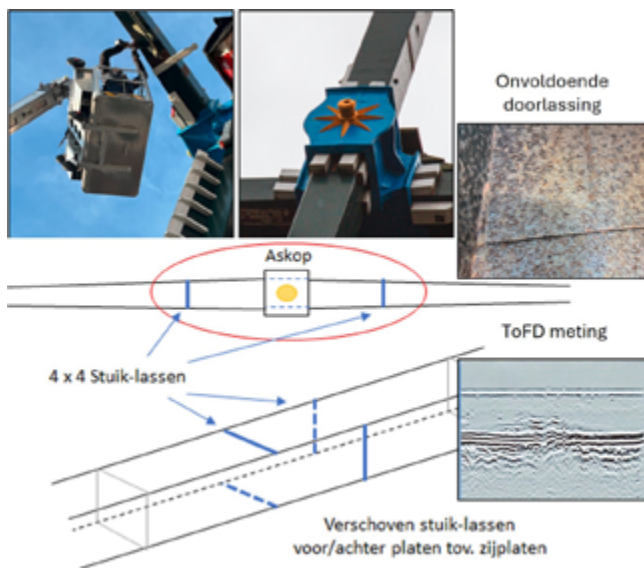 Onvoldoende
doorlassing
Askop
ToFD meting
4 x 4 Stuik-lassen
Verschoven stuik-lassen
voor/achter platen tov. zijplaten